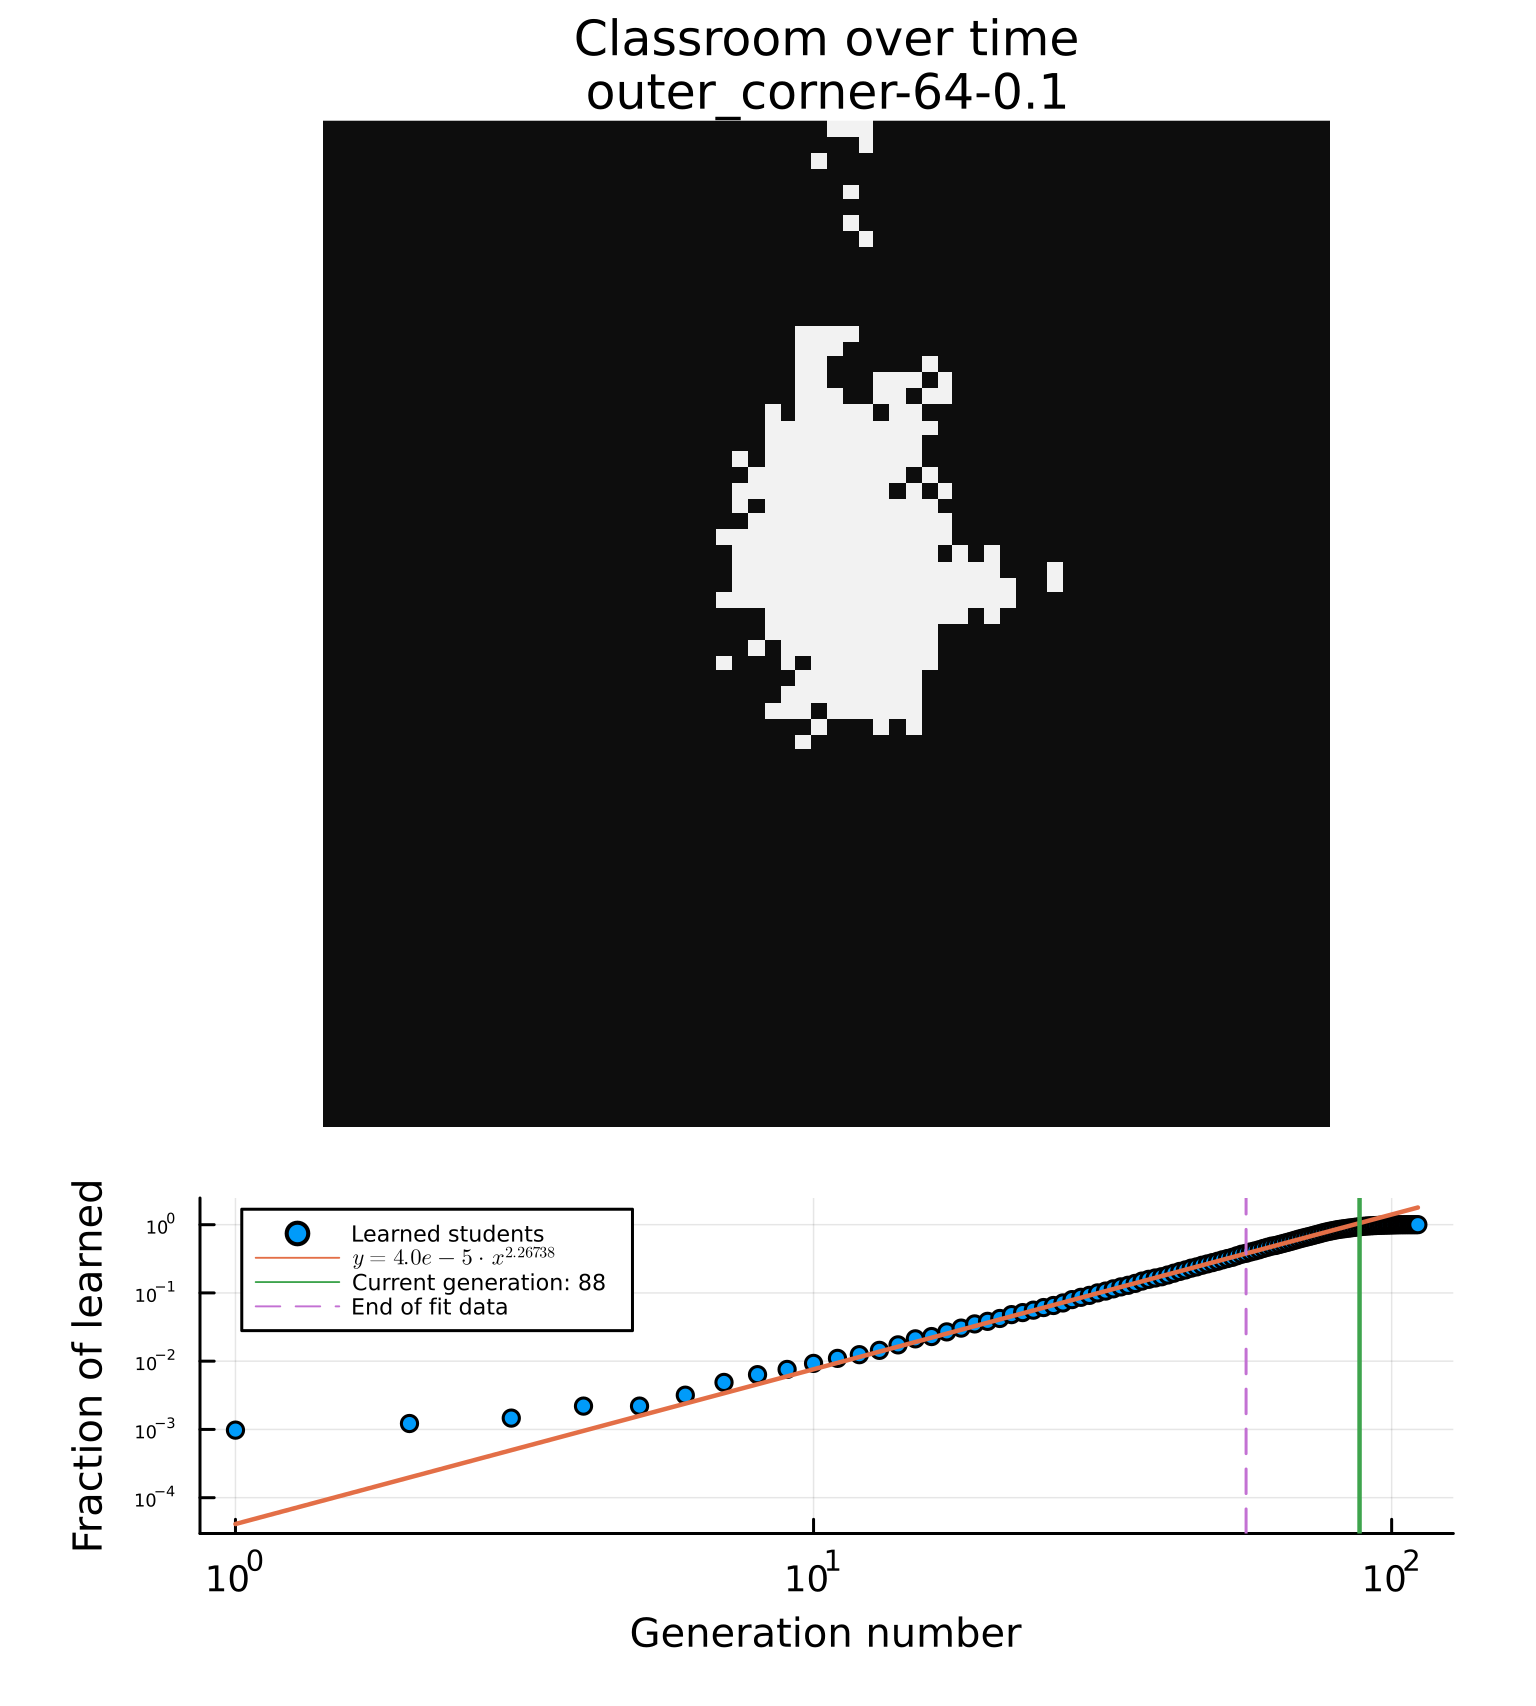 Classroom over time
outer_corner-64-0.1
Fraction of learned
10^0
10^-1
10^-2
10^-3
10^-4
Learned students
y = 4.0e − 5 · x^2.26738
Current generation: 88
End of fit data
10^0 10^1 10^2
Generation number